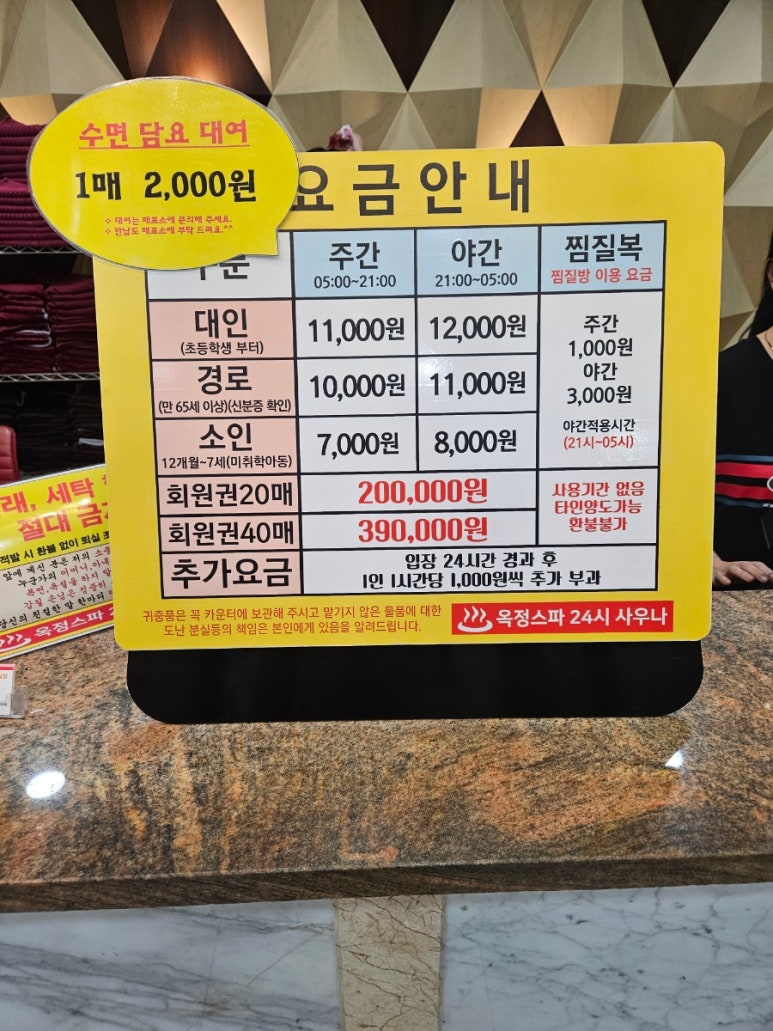 수면 담요 대여
1매 2,000원
※ 대여는 매표소에 문의해 주세요.
※ 반납도 매표소에 부탁 드여요.^^
요금안내
주간 야간 찜질복
05:00~21:00 21:00~05:00 찜질방 이용 요금
대인 11,000원 12,000원
(초등학생 부터)
경로 10,000원 11,000원
(만 65세 이상)(신분증 확인)
소인 7,000원 8,000원
12개월~7세(미취학아동)
주간
1,000원
야간
3,000원
야간적용시간
(21시~05시)
회원권20매 200,000원
회원권40매 390,000원
사용기간 없음
타인양도가능
환불불가
추가요금 입장 24시간 경과 후
1인 1시간당 1,000원씩 추가 부과
귀중품은 꼭 카운터에 보관해 주시고 맡기지 않은 물품에 대한
도난 분실등의 책임은 본인에게 있음을 알려드립니다.
옥정스파 24시 사우나
래, 세탁
절대 금
적발 시 환불 없이 퇴실
옥정스파